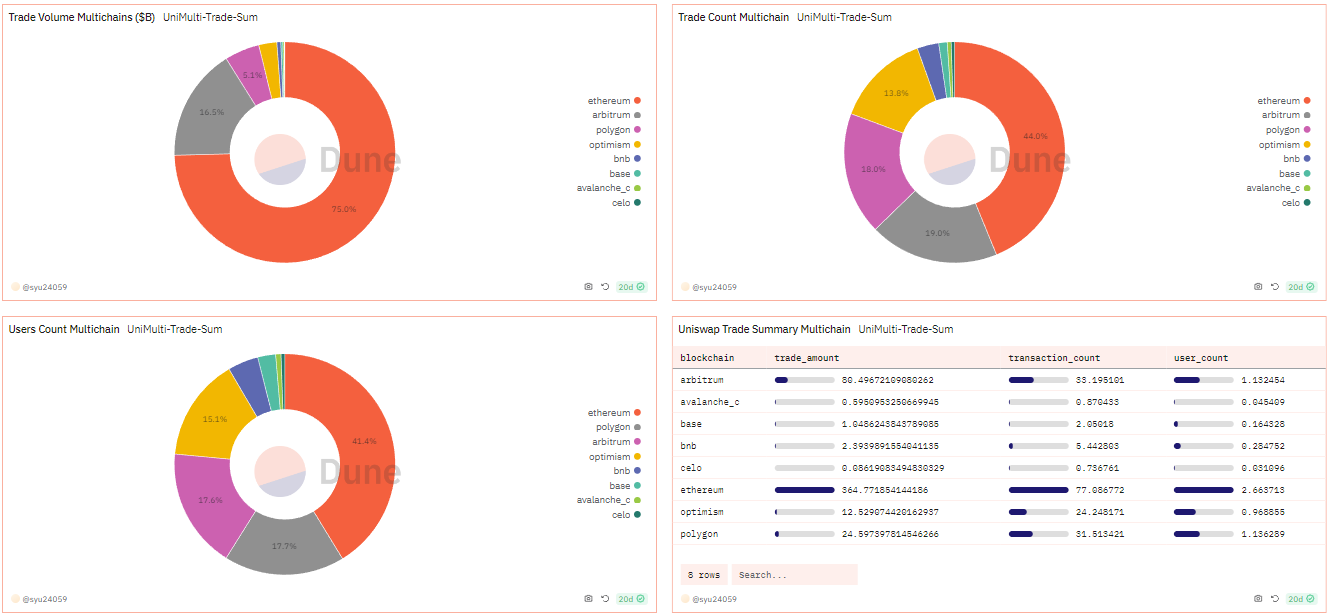 Trade Volume Multichains ($B) UniMulti-Trade-Sum
5.1%
16.5%
75.0%
Dune
ethereum
arbitrum
polygon
optimism
bnb
base
avalanche_c
celo
@syu24059
20d
Trade Count Multichain UniMulti-Trade-Sum
13.8%
44.0%
18.0%
19.0%
Dune
ethereum
arbitrum
polygon
optimism
bnb
base
avalanche_c
celo
@syu24059
20d
Users Count Multichain UniMulti-Trade-Sum
15.1%
41.4%
17.6%
17.7%
Dune
ethereum
polygon
arbitrum
optimism
bnb
base
avalanche_c
celo
@syu24059
20d
Uniswap Trade Summary Multichain UniMulti-Trade-Sum
blockchain trade_amount transaction_count user_count
arbitrum 80.49672109080262 33.195101 1.132454
avalanche_c 0.5950953250669945 0.870433 0.045409
base 1.0486243843789085 2.05018 0.164328
bnb 2.3939891554041135 5.442803 0.284752
celo 0.08619083494830329 0.736761 0.031096
ethereum 364.771854144186 77.086772 2.663713
optimism 12.529074420162937 24.248171 0.968855
polygon 24.597397814546266 31.513421 1.136289
8 rows Search...
@syu24059
20d